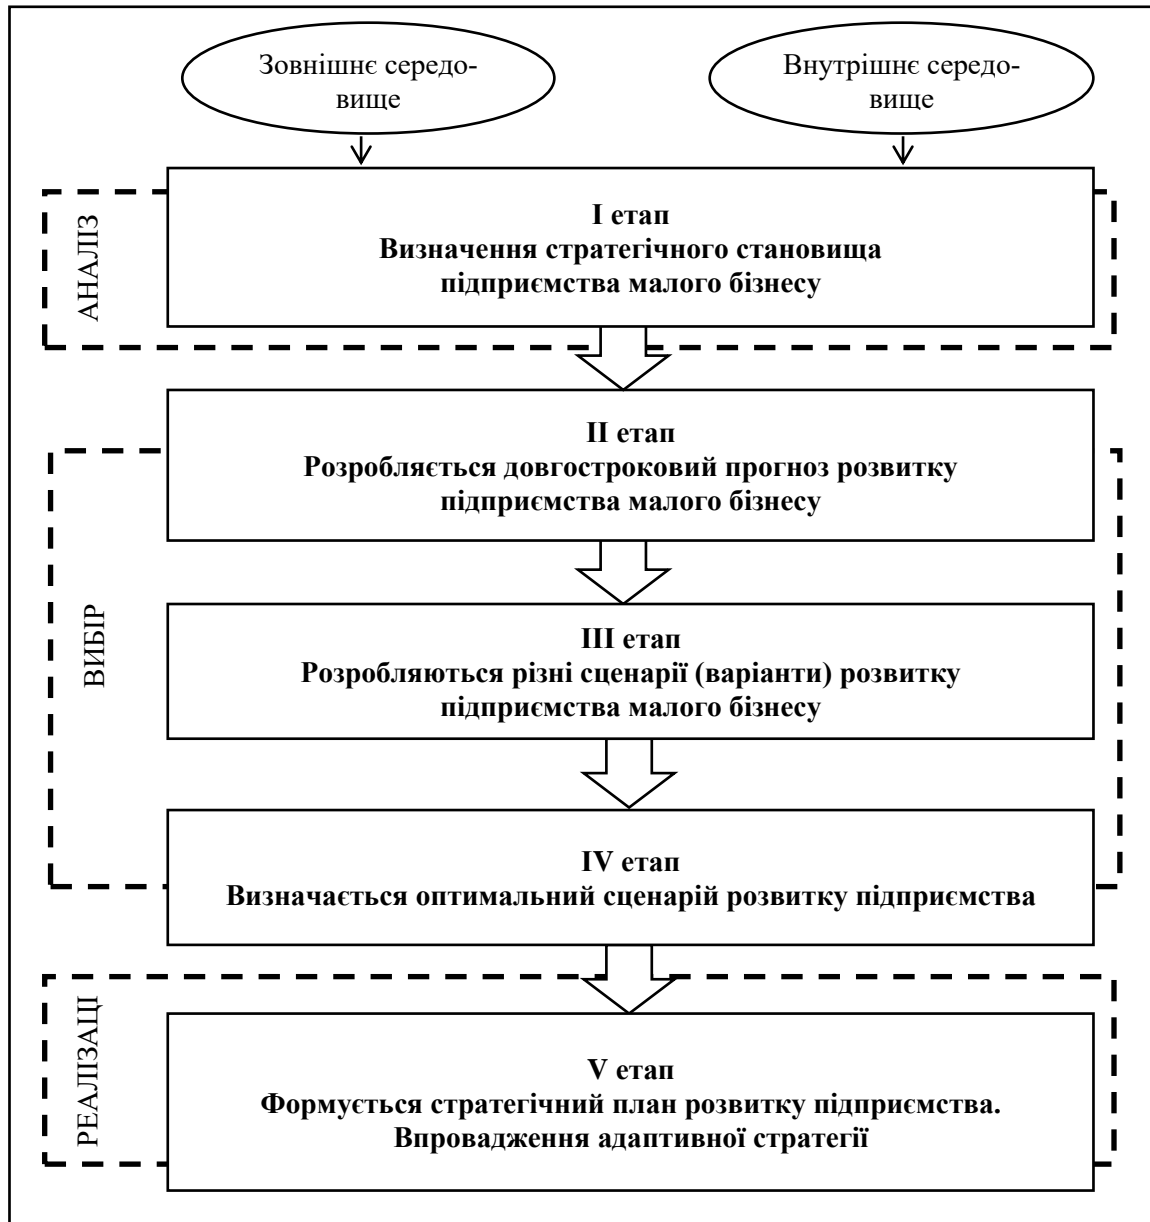 Зовнішнє середо-
вище
Внутрішнє середо-
вище
АНАЛІЗ
I етап
Визначення стратегічного становища
підприємства малого бізнесу
ВИБІР
II етап
Розробляється довгостроковий прогноз розвитку
підприємства малого бізнесу
III етап
Розробляються різні сценарії (варіанти) розвитку
підприємства малого бізнесу
IV етап
Визначається оптимальний сценарій розвитку підприємства
РЕАЛІЗАЦІ
V етап
Формується стратегічний план розвитку підприємства.
Впровадження адаптивної стратегії